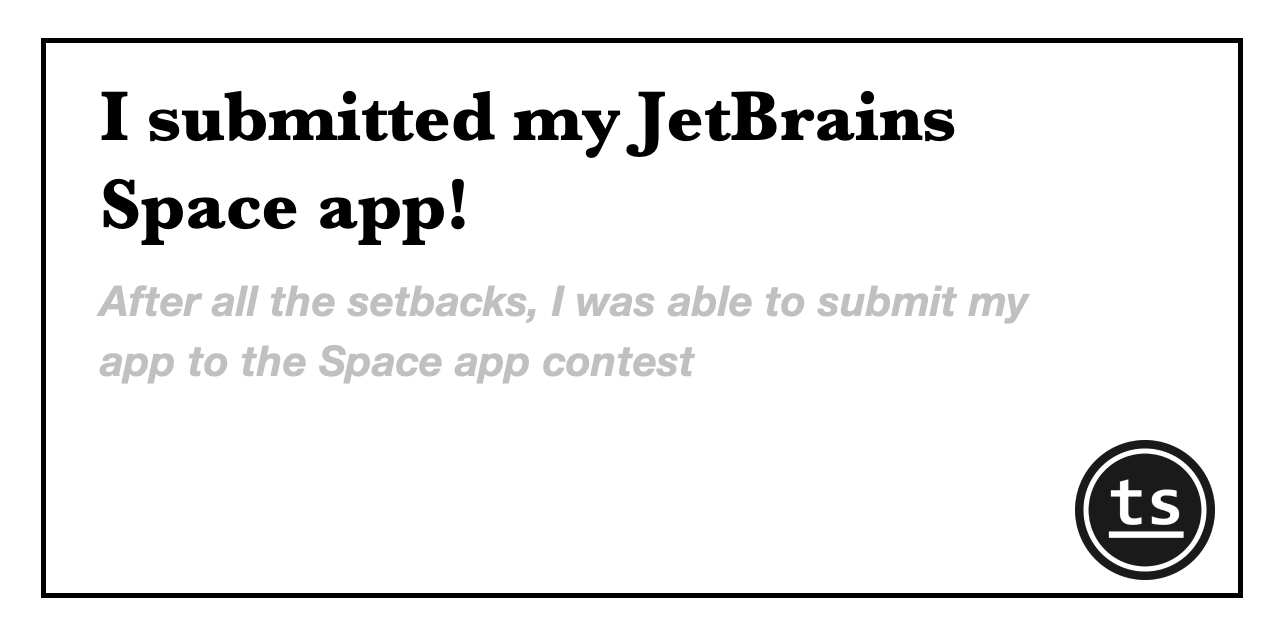 I submitted my JetBrains
Space app!
After all the setbacks, I was able to submit my
app to the Space app contest
ts